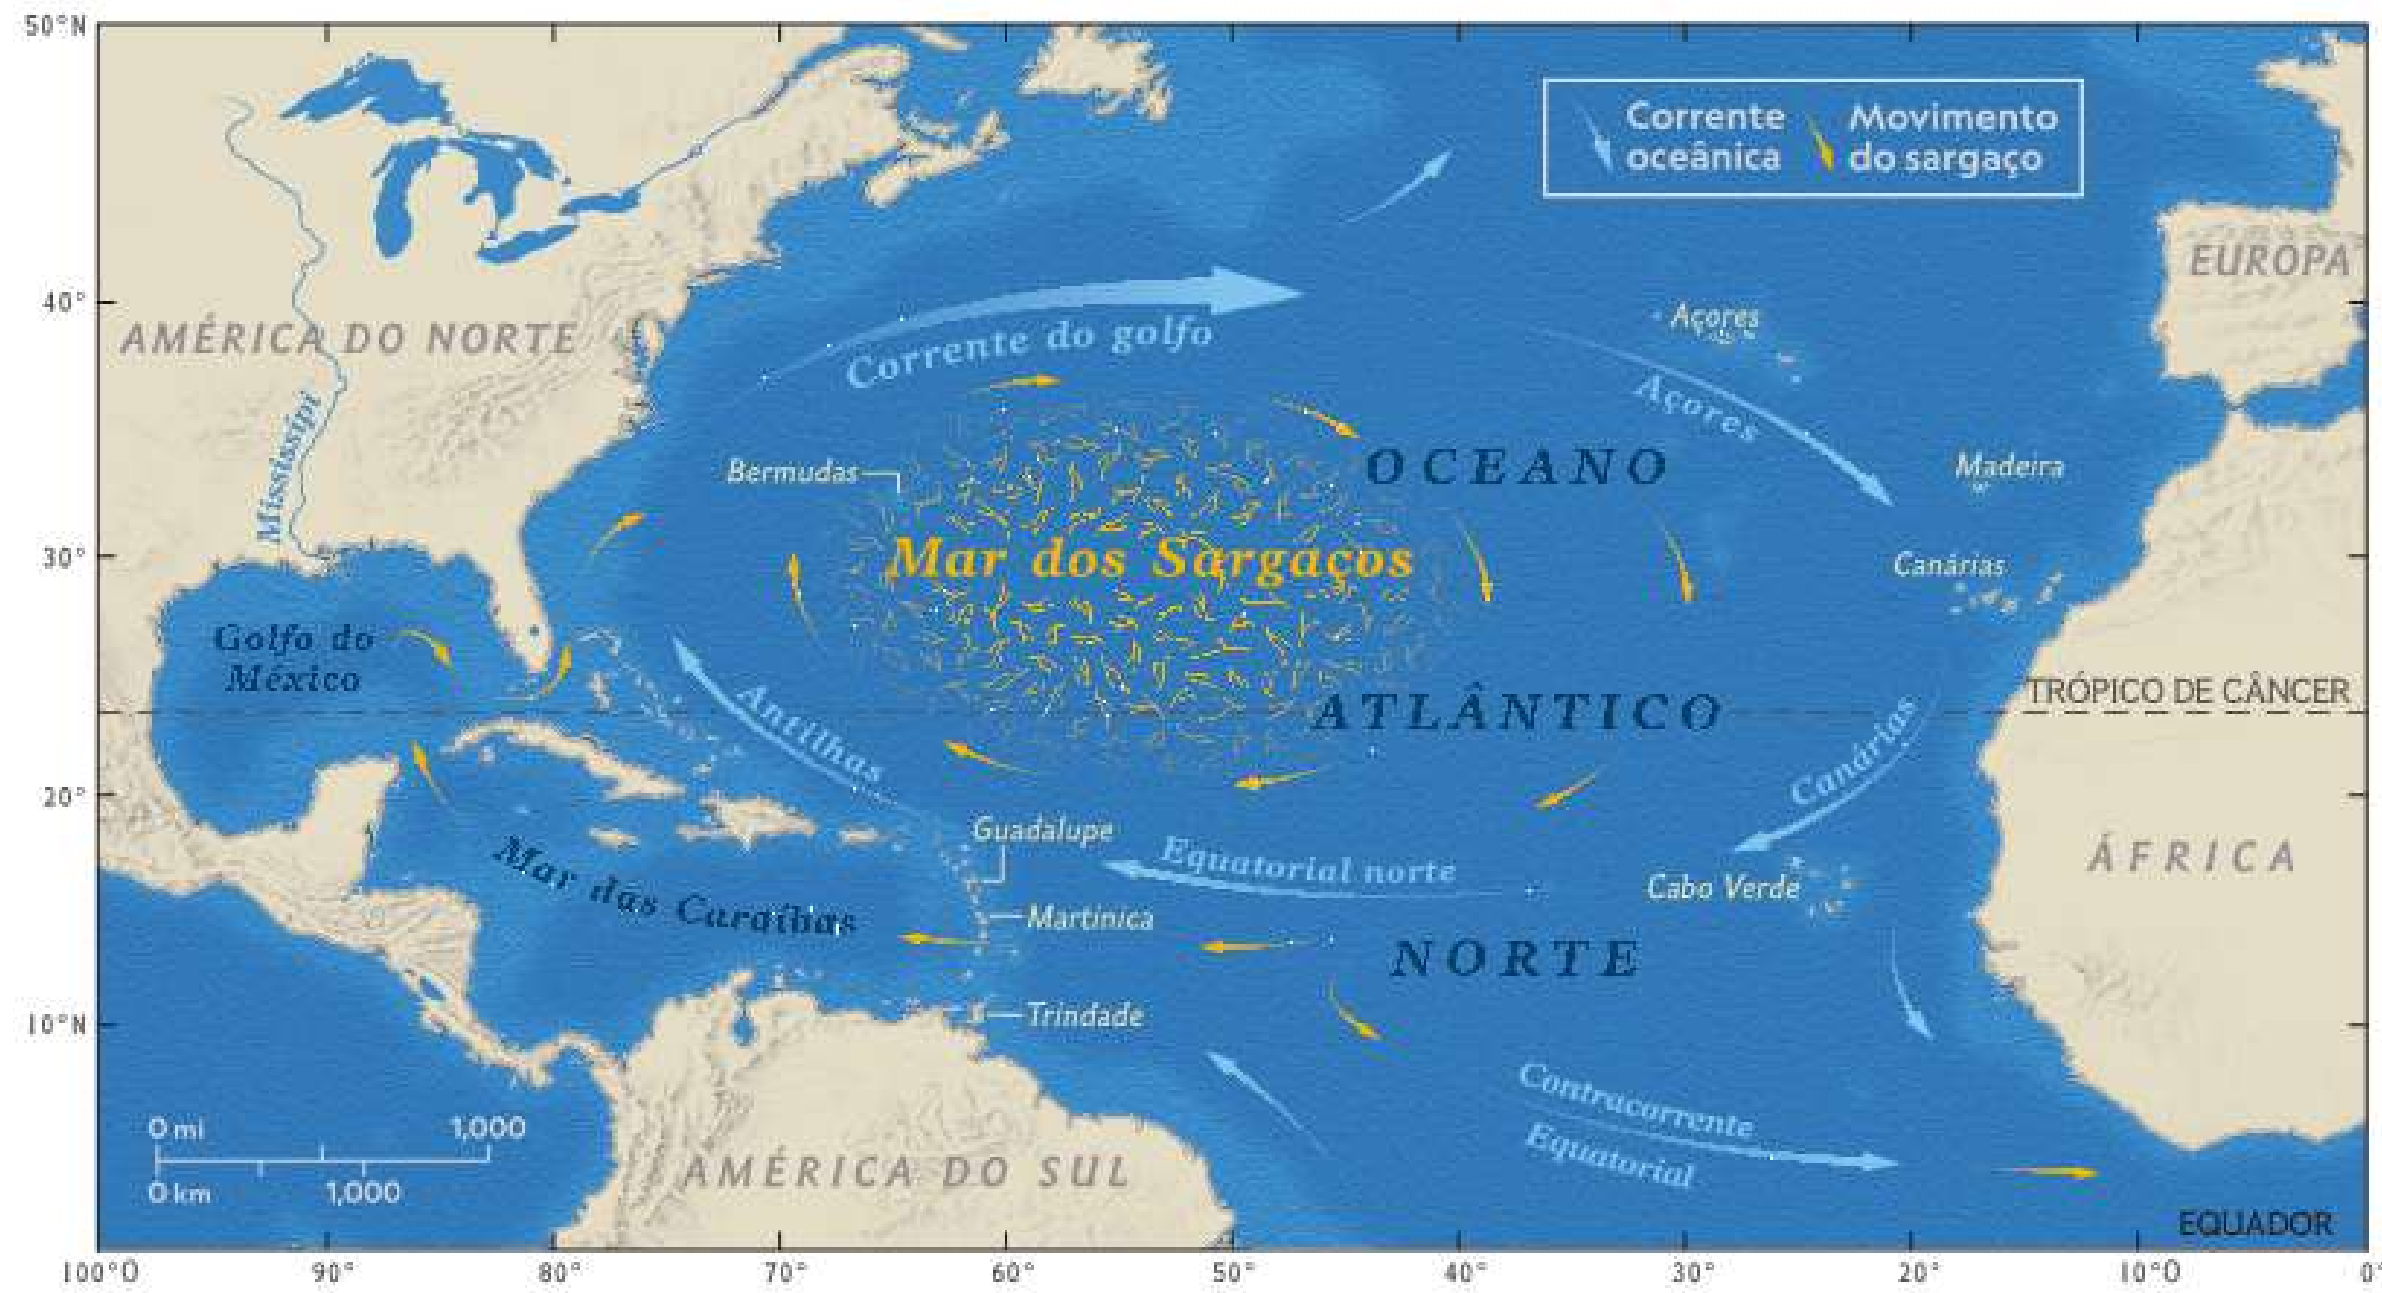 50°N
40°
30°
20°
10°N
Corrente
oceânica
Movimento
do sargaço
EUROPA
AMÉRICA DO NORTE
Mississípi
Corrente do golfo
Açores
Açores
Bermudas
OCEANO
Madeira
Mar dos Sargaços
Canárias
Golfo do
México
TRÓPICO DE CÂNCER
Antilhas
ATLÂNTICO
Canárias
Guadalupe
Equatorial norte
ÁFRICA
Mar das Caraíbas
Cabo Verde
Martinica
NORTE
Trindade
Contracorrente
Equatorial
0 mi 1,000
0 km 1,000
AMÉRICA DO SUL
EQUADOR
100°O 90° 80° 70° 60° 50° 40° 30° 20° 10°O 0°